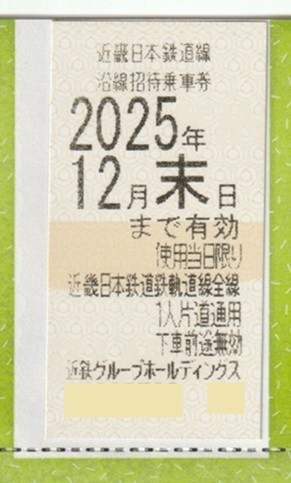 近畿日本鉄道線
沿線招待乗車券
2025年
12月末日
まで有効
使用当日限り
近畿日本鉄道鉄軌道線全線
1人片道通用
下車前途無効
近鉄グループホールディングス